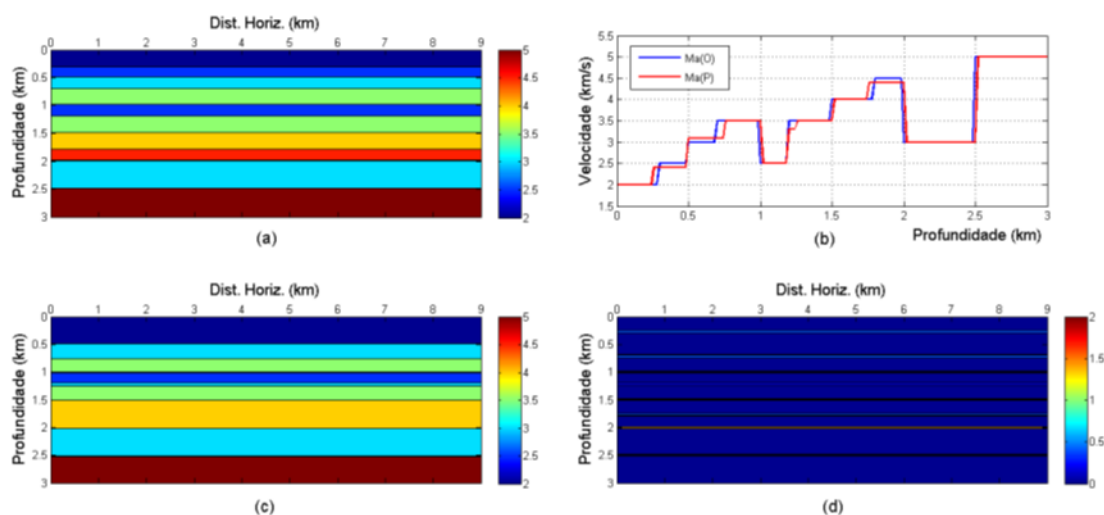 Dist. Horiz. (km)
0 1 2 3 4 5 6 7 8 9
Profundidade (km)
0
0.5
1
1.5
2
2.5
3
5
4.5
4
3.5
3
2.5
2
(a)
Velocidade (km/s)
5.5
5
4.5
4
3.5
3
2.5
2
1.5
Ma(O)
Ma(P)
0 0.5 1 1.5 2 2.5 3
(b)
Profundidade (km)
Dist. Horiz. (km)
0 1 2 3 4 5 6 7 8 9
Profundidade (km)
0
0.5
1
1.5
2
2.5
3
5
4.5
4
3.5
3
2.5
2
(c)
Dist. Horiz. (km)
0 1 2 3 4 5 6 7 8 9
Profundidade (km)
0
0.5
1
1.5
2
2.5
3
2
1.5
1
0.5
0
(d)